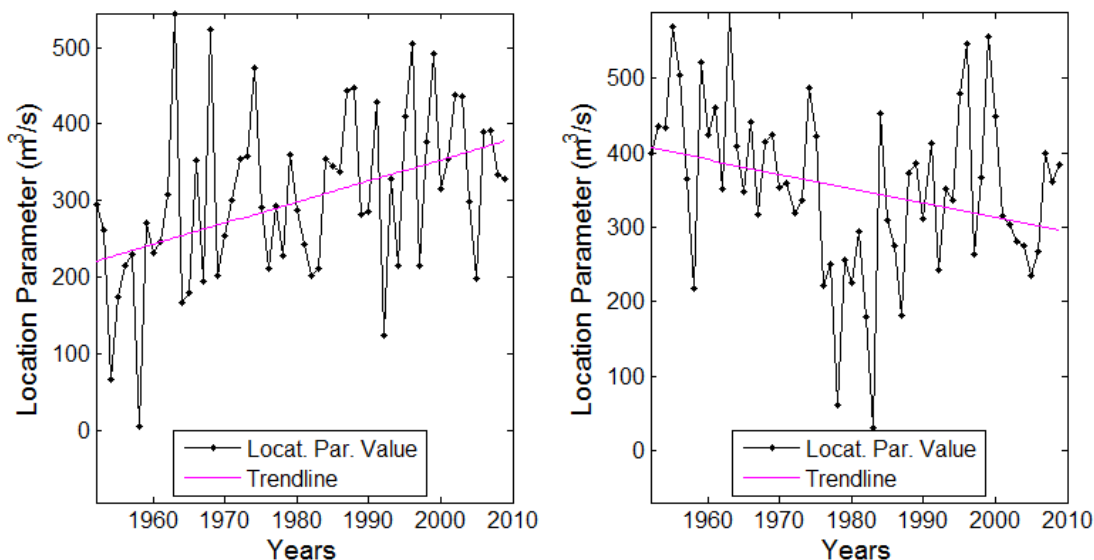 Location Parameter (m³/s)
500
400
300
200
100
0
Locat. Par. Value
Trendline
1960 1970 1980 1990 2000 2010
Years
Location Parameter (m³/s)
500
400
300
200
100
0
Locat. Par. Value
Trendline
1960 1970 1980 1990 2000 2010
Years